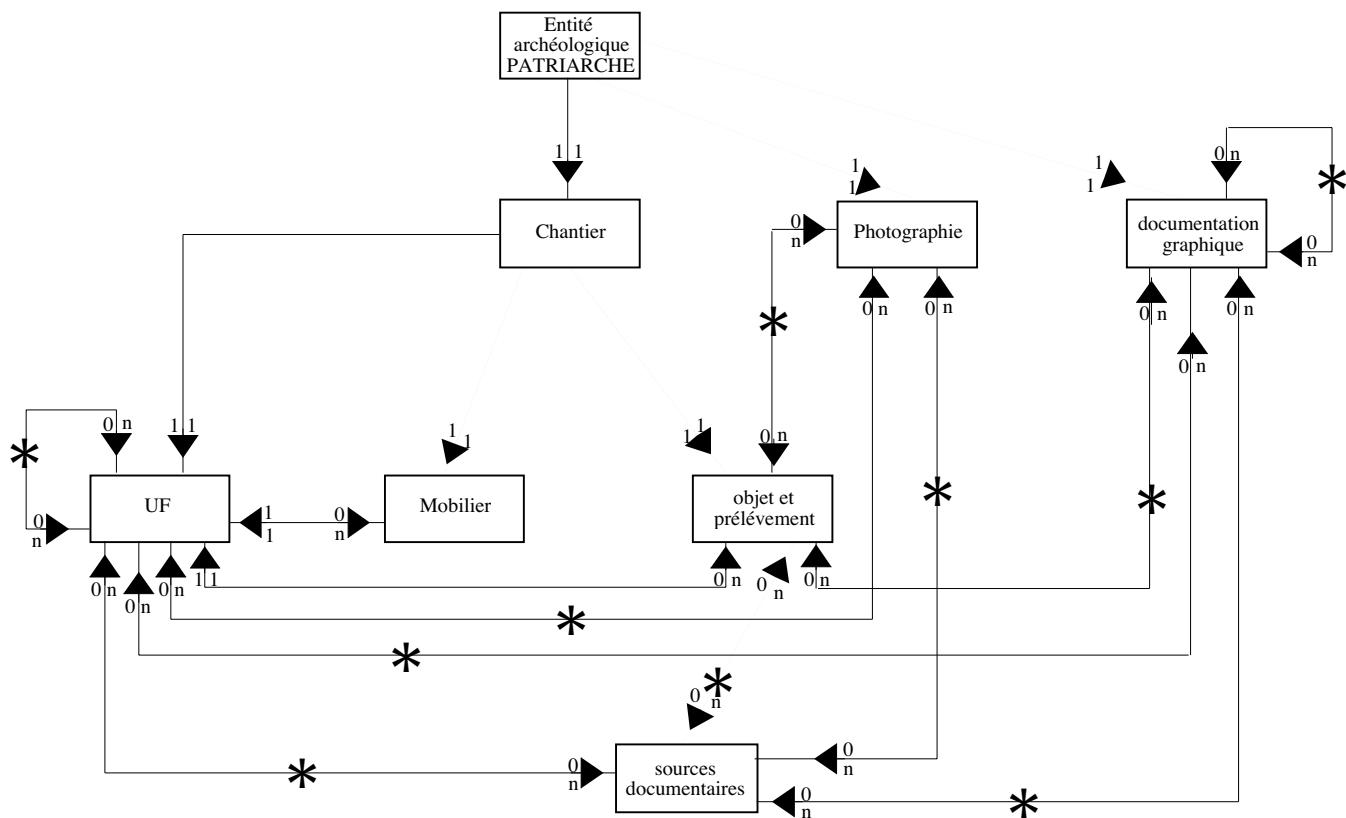 Entité
archéologique
PATRIARCHE
1 1
0 n
1
1
1
1
Chantier
Photographie
documentation
graphique
0
n
0
n
0 n
0 n
0 n
0 n
0 n
0 n
1 1
1
1
1
1
0 n
UF
Mobilier
objet et
prélévement
0
n
1
1
0
n
0 n
0 n
0 n
1 1
0 n
0 n
0 n
0 n
sources
documentaires
0
n
0
n
0
n